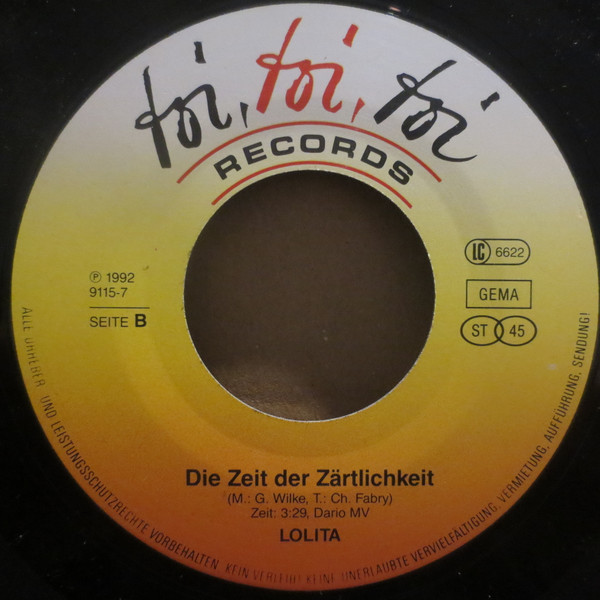 toi, toi, toi
RECORDS
℗ 1992
9115-7
SEITE B
LC 6622
GEMA
ST 45
Die Zeit der Zärtlichkeit
(M.: G. Wilke, T.: Ch. Fabry)
Zeit: 3:29, Dario MV
LOLITA
ALLE URHEBER- UND LEISTUNGSSCHUTZRECHTE VORBEHALTEN. KEIN VERLEIH! KEINE UNERLAUBTE VERVIELFÄLTIGUNG, VERMIETUNG, AUFFÜHRUNG, SENDUNG!